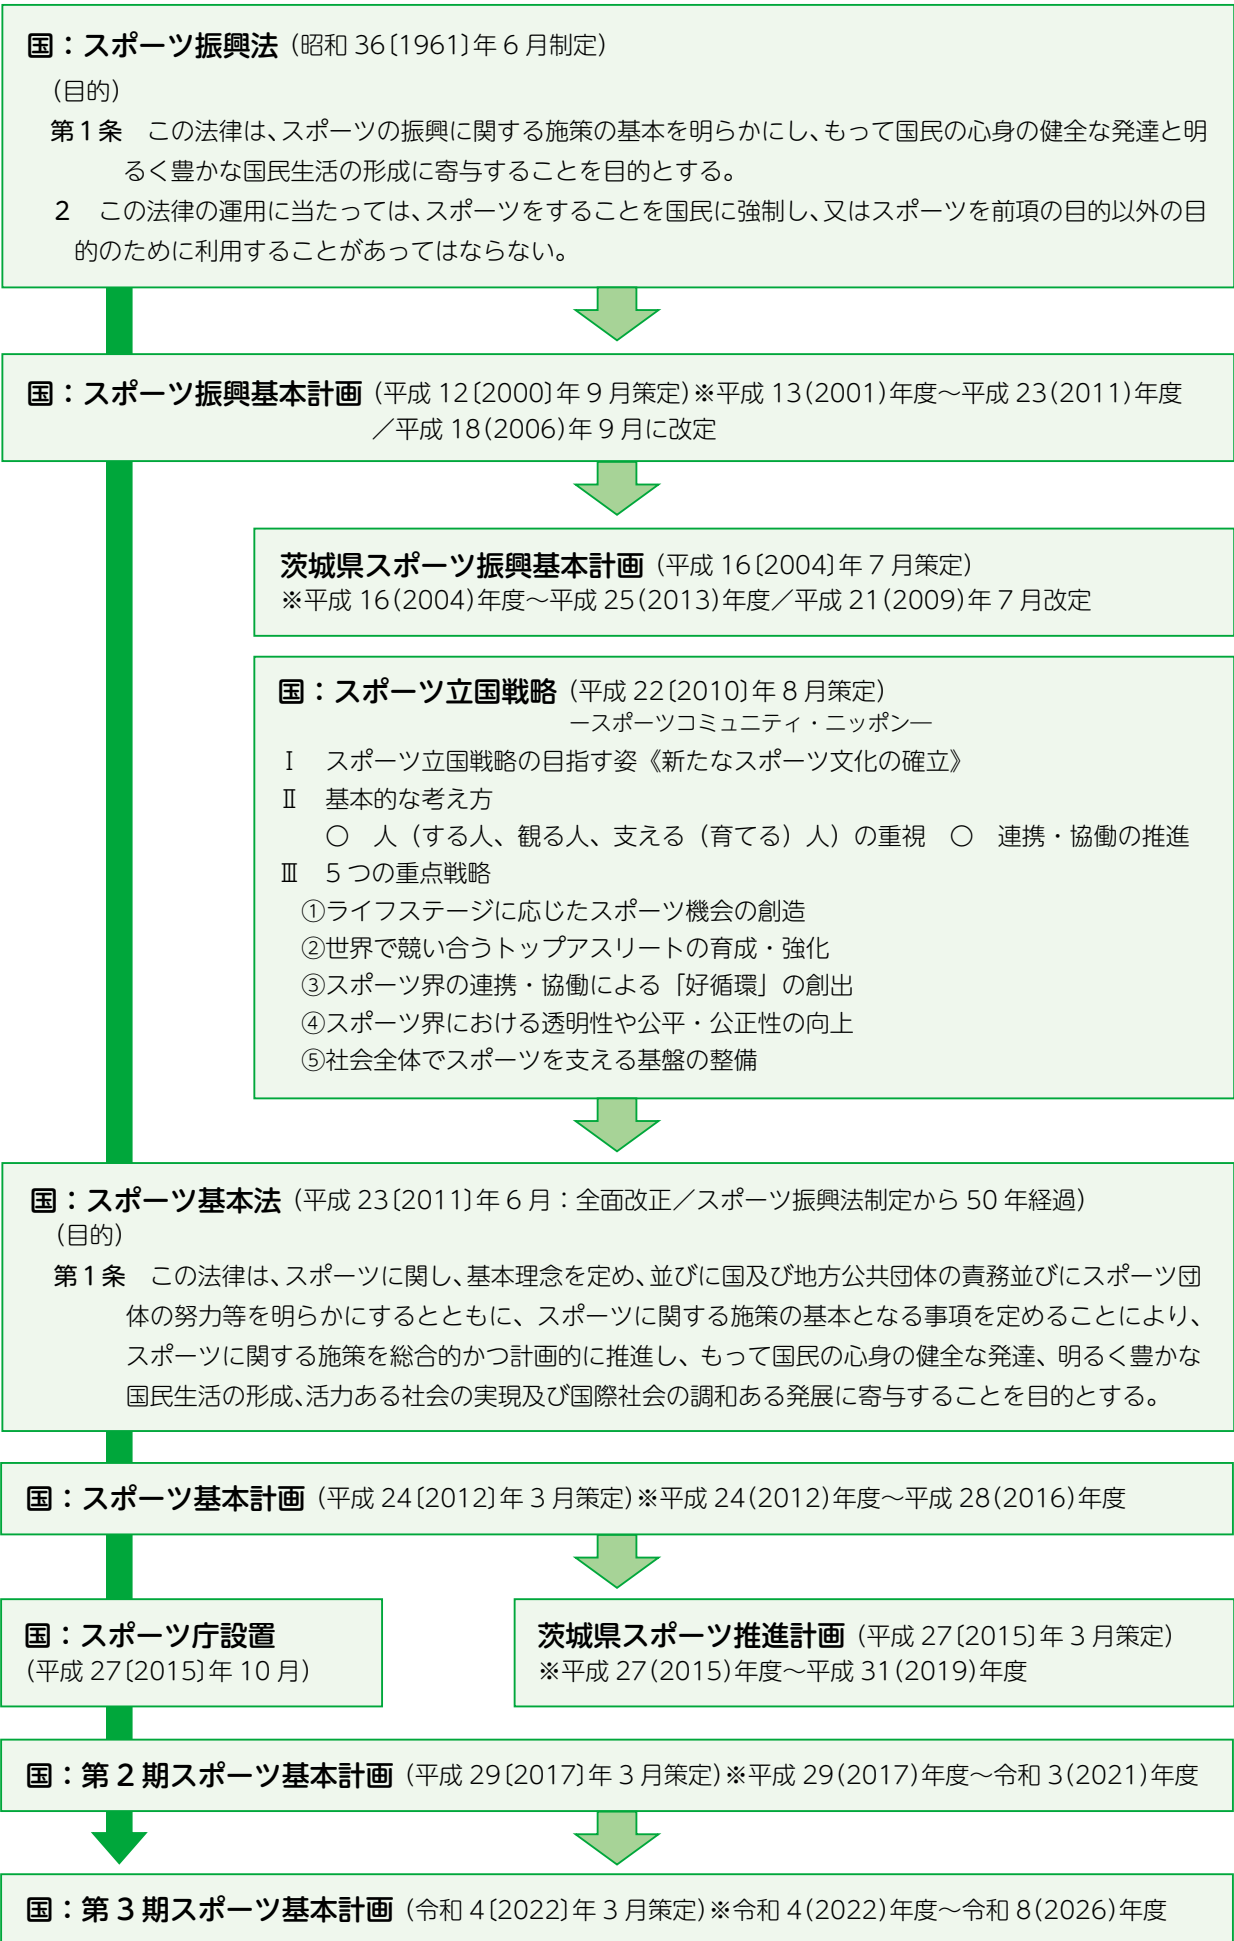 国：スポーツ振興法（昭和 36〔1961〕年 6 月制定）
（目的）
第１条　この法律は、スポーツの振興に関する施策の基本を明らかにし、もって国民の心身の健全な発達と明
るく豊かな国民生活の形成に寄与することを目的とする。
２　この法律の運用に当たっては、スポーツをすることを国民に強制し、又はスポーツを前項の目的以外の目
的のために利用することがあってはならない。
国：スポーツ振興基本計画（平成 12〔2000〕年 9 月策定）※平成 13（2001）年度～平成 23（2011）年度
／平成 18（2006）年 9 月に改定
茨城県スポーツ振興基本計画（平成 16〔2004〕年 7 月策定）
※平成 16（2004）年度～平成 25（2013）年度／平成 21（2009）年 7 月改定
国：スポーツ立国戦略（平成 22〔2010〕年 8 月策定）
―スポーツコミュニティ・ニッポン―
Ⅰ　スポーツ立国戦略の目指す姿《新たなスポーツ文化の確立》
Ⅱ　基本的な考え方
○　人（する人、観る人、支える（育てる）人）の重視　○　連携・協働の推進
Ⅲ　5 つの重点戦略
①ライフステージに応じたスポーツ機会の創造
②世界で競い合うトップアスリートの育成・強化
③スポーツ界の連携・協働による「好循環」の創出
④スポーツ界における透明性や公平・公正性の向上
⑤社会全体でスポーツを支える基盤の整備
国：スポーツ基本法（平成 23〔2011〕年 6 月：全面改正／スポーツ振興法制定から 50 年経過）
（目的）
第１条　この法律は、スポーツに関し、基本理念を定め、並びに国及び地方公共団体の責務並びにスポーツ団
体の努力等を明らかにするとともに、スポーツに関する施策の基本となる事項を定めることにより、
スポーツに関する施策を総合的かつ計画的に推進し、もって国民の心身の健全な発達、明るく豊かな
国民生活の形成、活力ある社会の実現及び国際社会の調和ある発展に寄与することを目的とする。
国：スポーツ基本計画（平成 24〔2012〕年 3 月策定）※平成 24（2012）年度～平成 28（2016）年度
国：スポーツ庁設置
（平成 27〔2015〕年 10 月）
茨城県スポーツ推進計画（平成 27〔2015〕年 3 月策定）
※平成 27（2015）年度～平成 31（2019）年度
国：第 2 期スポーツ基本計画（平成 29〔2017〕年 3 月策定）※平成 29（2017）年度～令和 3（2021）年度
国：第 3 期スポーツ基本計画（令和 4〔2022〕年 3 月策定）※令和 4（2022）年度～令和 8（2026）年度